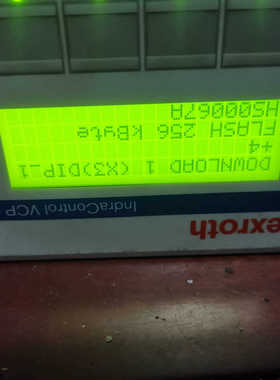 exroth
IndraControl VCP
DOWNLOAD 1 (X3)DIP_1
+4
FLASH 256 kByte
HS00067A